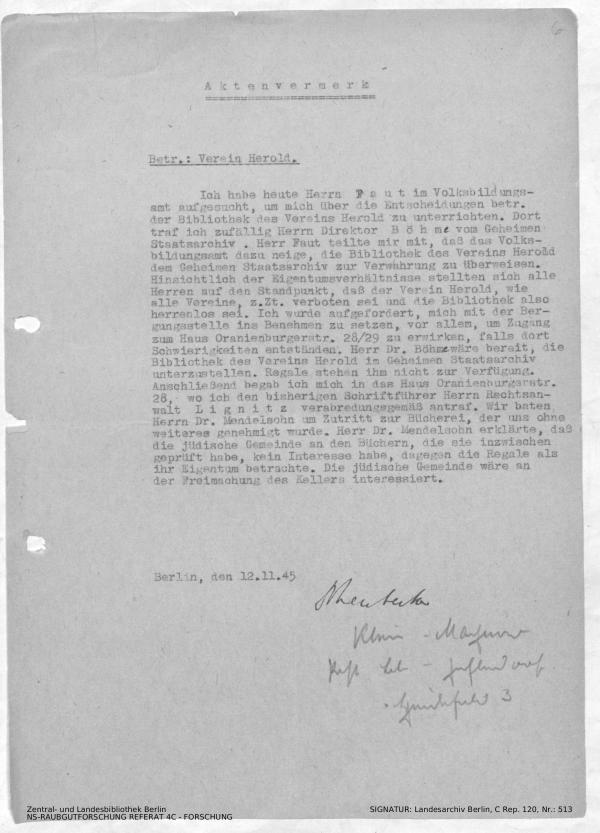 6
Aktenvermerk
Betr.: Verein Herold.
Ich habe heute Herrn Faut im Volksbildungs-
amt aufgesucht, um mich über die Entscheidungen betr.
der Bibliothek des Vereins Herold zu unterrichten. Dort
traf ich zufällig Herrn Direktor Böhme vom Geheimen
Staatsarchiv . Herr Faut teilte mir mit, daß das Volks-
bildungsamt dazu neige, die Bibliothek des Vereins Herold
dem Geheimen Staatsarchiv zur Verwahrung zu überweisen.
Hinsichtlich der Eigentumsverhältnisse stellten sich alle
Herren auf den Standpunkt, daß der Verein Herold, wie
alle Vereine, z.Zt. verboten sei und die Bibliothek also
herrenlos sei. Ich wurde aufgefordert, mich mit der Ber-
gungsstelle ins Benehmen zu setzen, vor allem, um Zugang
zum Haus Oranienburgerstr. 28/29 zu erwirken, falls dort
Schwierigkeiten entständen. Herr Dr. Böhme wäre bereit, die
Bibliothek des Vereins Herold im Geheimen Staatsarchiv
unterzustellen. Regale stehen ihm nicht zur Verfügung.
Anschließend begab ich mich in das Haus Oranienburgerstr.
28, wo ich den bisherigen Schriftführer Herrn Rechtsan-
walt Lignitz verabredungsgemäß antraf. Wir baten
Herrn Dr. Mendelsohn um Zutritt zur Bücherei, der uns ohne
weiteres genehmigt wurde. Herr Dr. Mendelsohn erklärte, daß
die jüdische Gemeinde an den Büchern, die sie inzwischen
geprüft habe, kein Interesse habe, dagegen die Regale als
ihr Eigentum betrachte. Die jüdische Gemeinde wäre an
der Freimachung des Kellers interessiert.
Berlin, den 12.11.45
3
Zentral- und Landesbibliothek Berlin
NS-RAUBGUTFORSCHUNG REFERAT 4C - FORSCHUNG
SIGNATUR: Landesarchiv Berlin, C Rep. 120, Nr.: 513